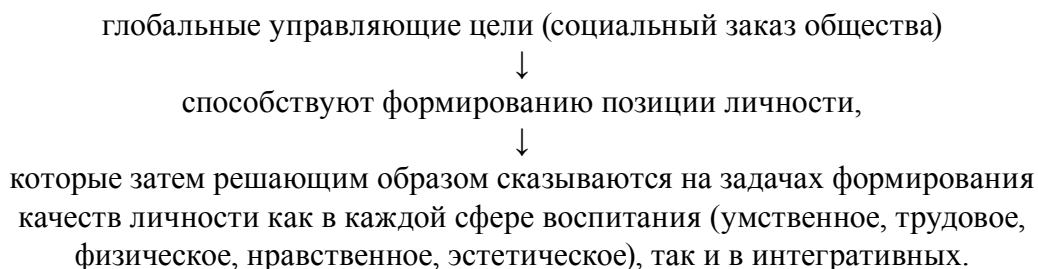 глобальные управляющие цели (социальный заказ общества)
↓
способствуют формированию позиции личности,
↓
которые затем решающим образом сказываются на задачах формирования
качеств личности как в каждой сфере воспитания (умственное, трудовое,
физическое, нравственное, эстетическое), так и в интегративных.